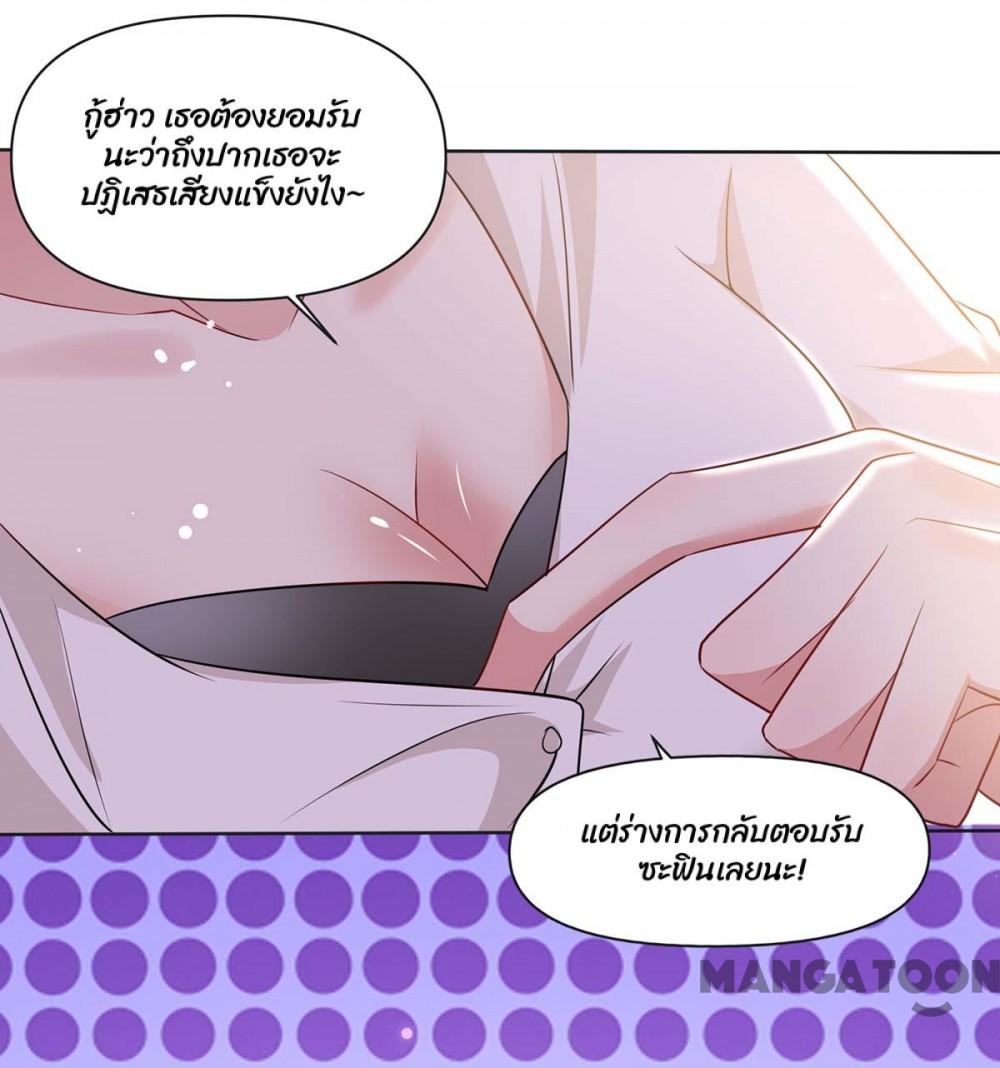 กู้ฮ่าว เธอต้องยอมรับ
นะว่าถึงปากเธอจะ
ปฏิเสธเสียงแข็งยังไง~
แต่ร่างการกลับตอบรับ
ซะฟินเลยนะ!
MANGATOON